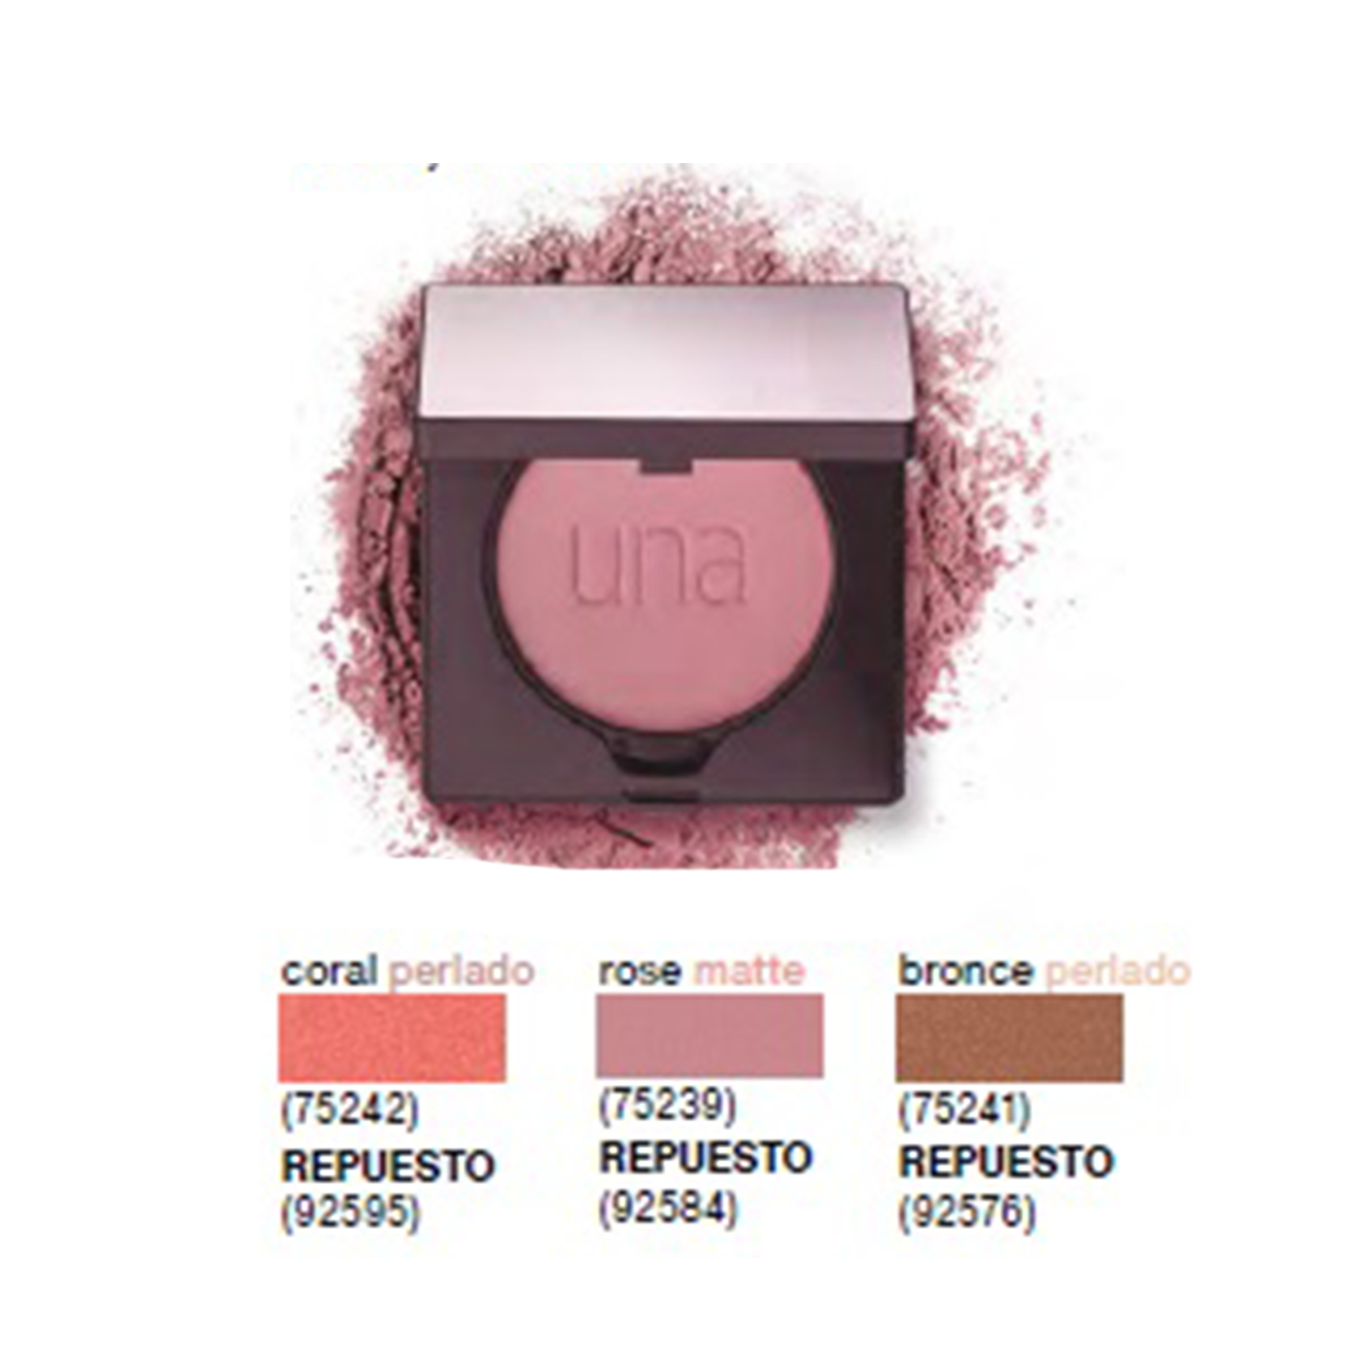 una
coral perlado
(75242)
REPUESTO
(92595)
rose matte
(75239)
REPUESTO
(92584)
bronce perlado
(75241)
REPUESTO
(92576)